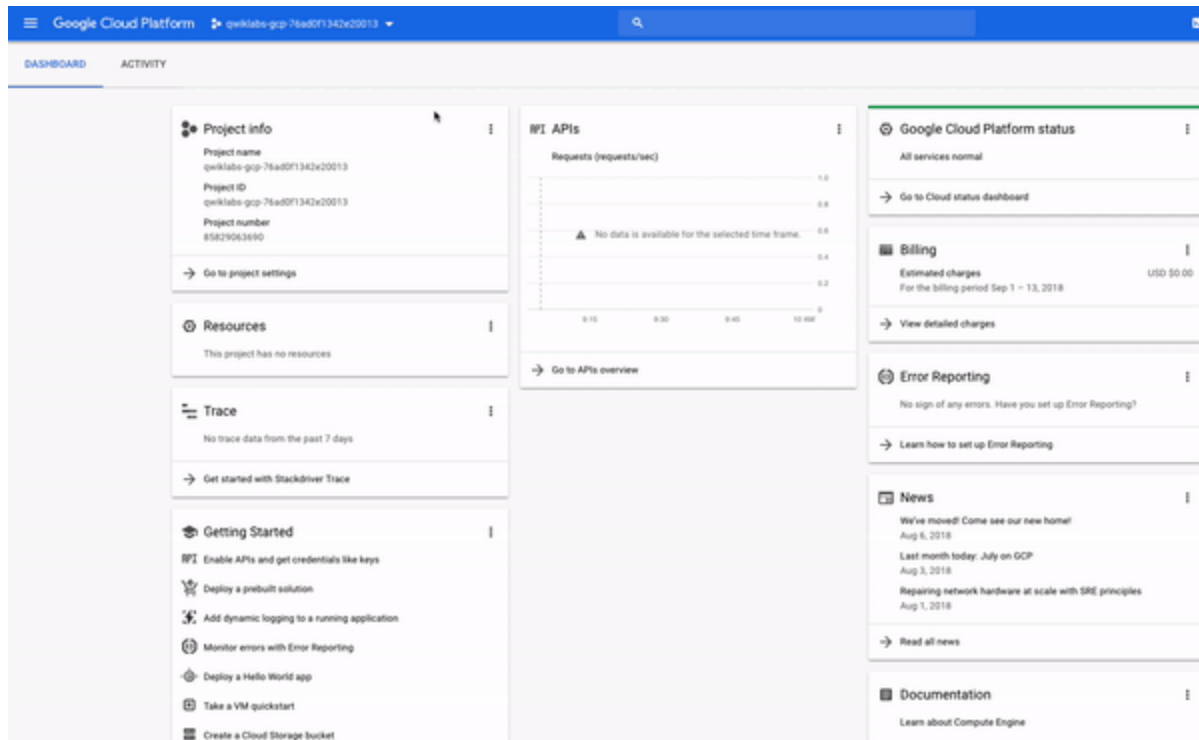 Google Cloud Platform
qwiklabs-gcp-76ad0f1342e20013
DASHBOARD
ACTIVITY
Project info
Project name
qwiklabs-gcp-76ad0f1342e20013
Project ID
qwiklabs-gcp-76ad0f1342e20013
Project number
85829063690
Go to project settings
Resources
This project has no resources
Trace
No trace data from the past 7 days
Get started with Stackdriver Trace
Getting Started
API Enable APIs and get credentials like keys
Deploy a prebuilt solution
Add dynamic logging to a running application
Monitor errors with Error Reporting
Deploy a Hello World app
Take a VM quickstart
Create a Cloud Storage bucket
API APIs
Requests (requests/sec)
1.0
0.8
No data is available for the selected time frame.
0.6
0.4
0.2
0
9:15
9:30
9:45
10 AM
Go to APIs overview
Google Cloud Platform status
All services normal
Go to Cloud status dashboard
Billing
Estimated charges
USD $0.00
For the billing period Sep 1 – 13, 2018
View detailed charges
Error Reporting
No sign of any errors. Have you set up Error Reporting?
Learn how to set up Error Reporting
News
We've moved! Come see our new home!
Aug 6, 2018
Last month today: July on GCP
Aug 3, 2018
Repairing network hardware at scale with SRE principles
Aug 1, 2018
Read all news
Documentation
Learn about Compute Engine